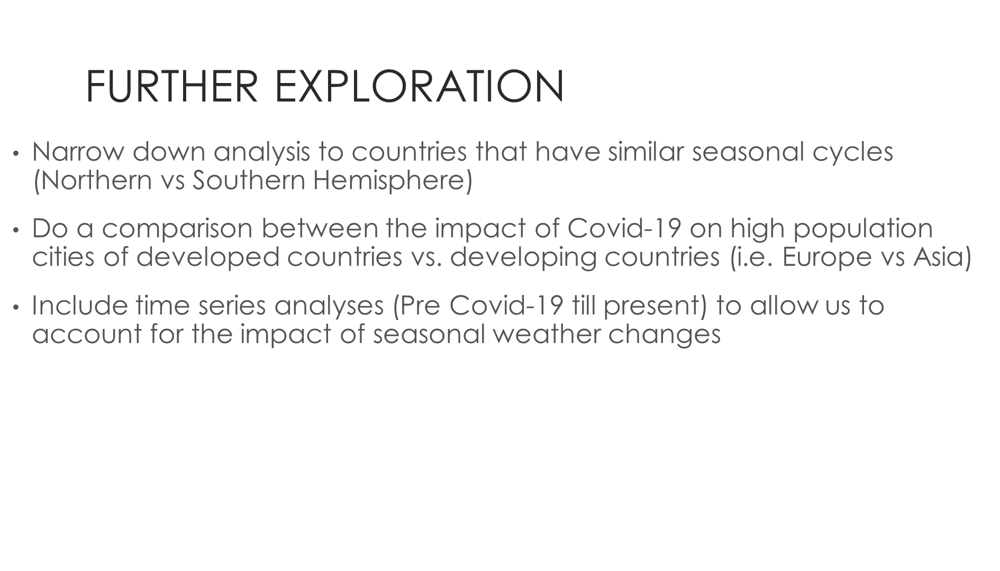 FURTHER EXPLORATION
• Narrow down analysis to countries that have similar seasonal cycles
(Northern vs Southern Hemisphere)
• Do a comparison between the impact of Covid-19 on high population
cities of developed countries vs. developing countries (i.e. Europe vs Asia)
• Include time series analyses (Pre Covid-19 till present) to allow us to
account for the impact of seasonal weather changes